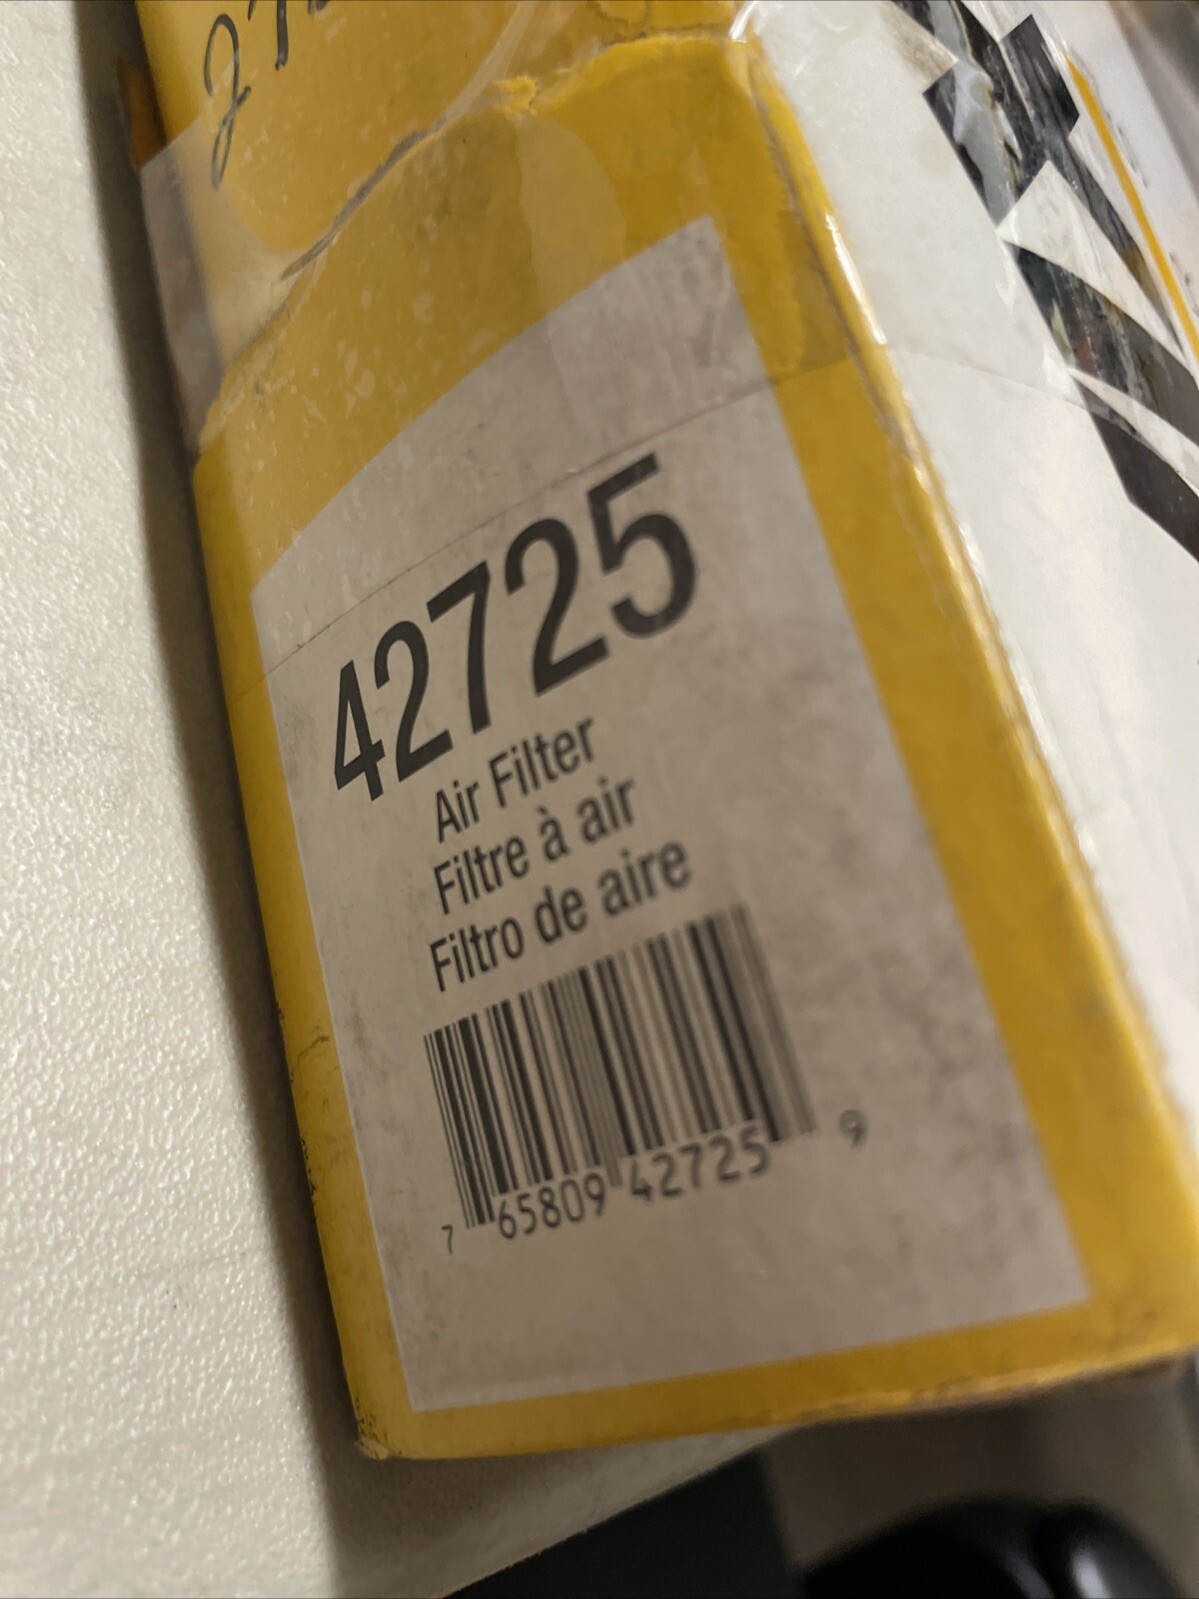 42725
Air Filter
Filtre à air
Filtro de aire
7 65809 42725 9